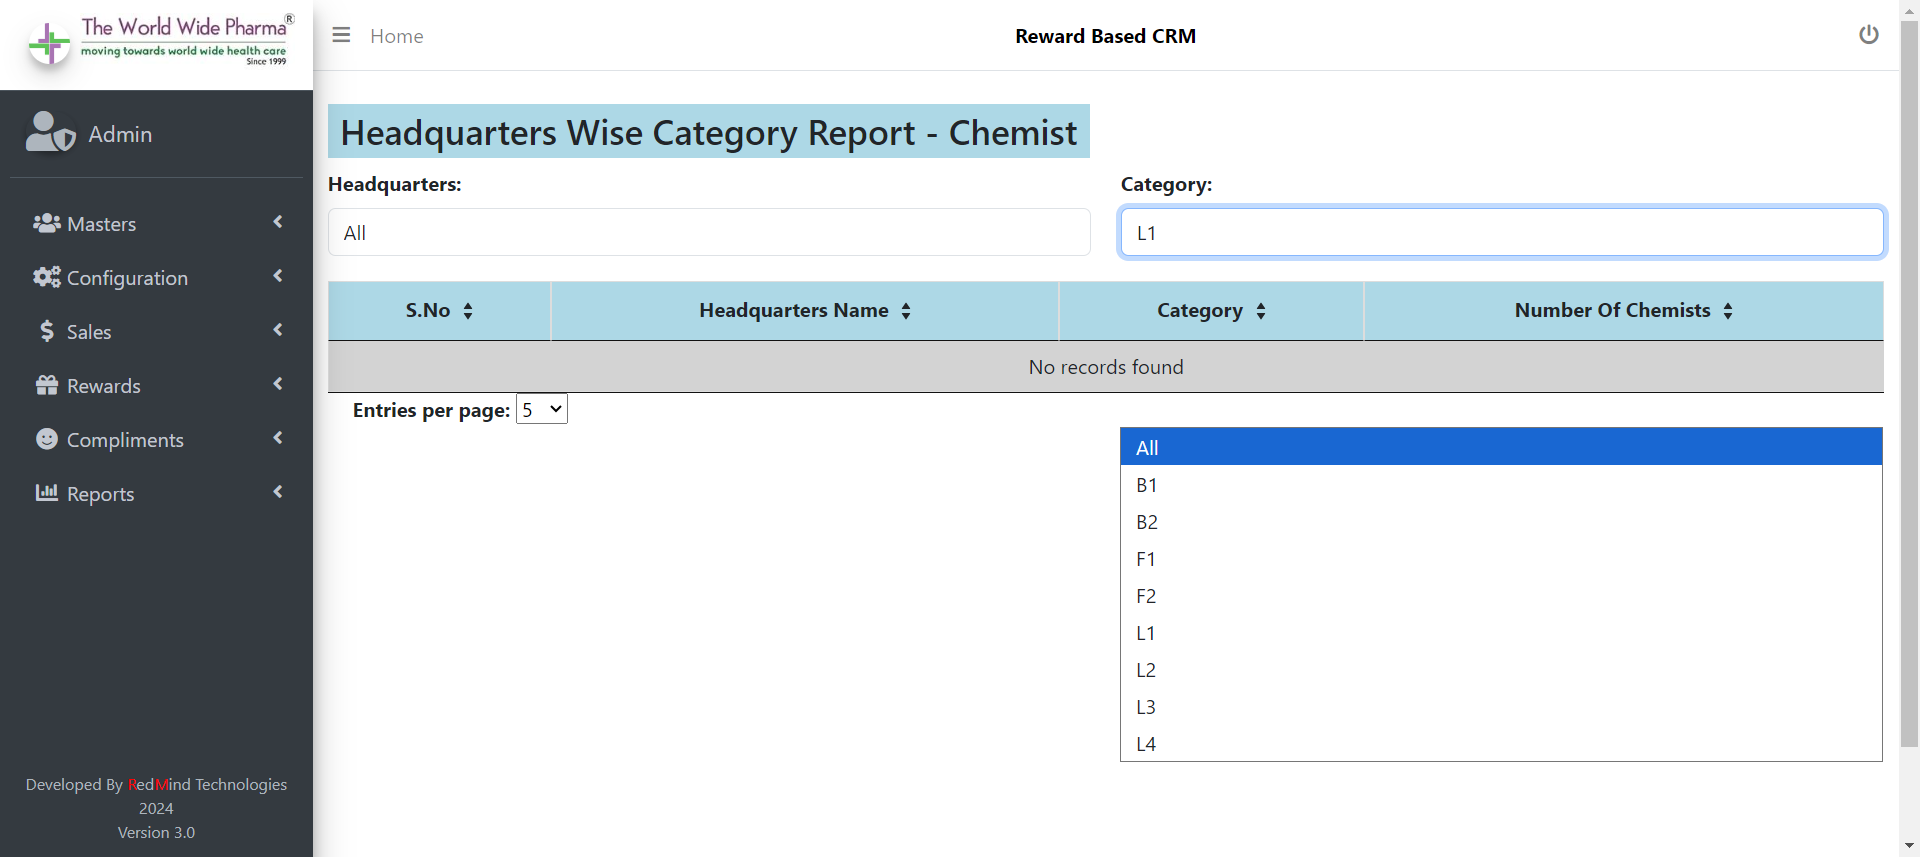 The World Wide Pharma®
moving towards world wide health care
Since 1999
Home
Reward Based CRM
Admin
Masters
Configuration
Sales
Rewards
Compliments
Reports
Developed By RedMind Technologies
2024
Version 3.0
Headquarters Wise Category Report - Chemist
Headquarters:
All
Category:
L1
S.No
Headquarters Name
Category
Number Of Chemists
No records found
Entries per page: 5
All
B1
B2
F1
F2
L1
L2
L3
L4